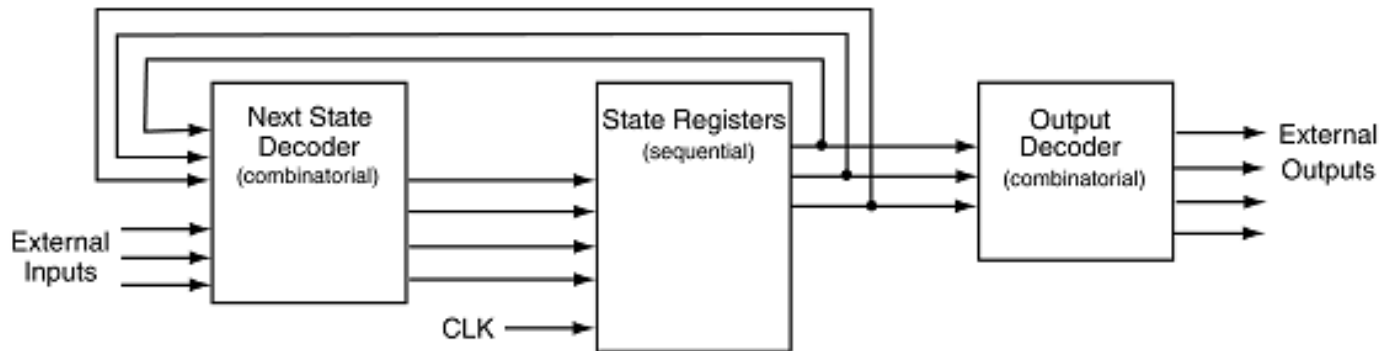 Next State
Decoder
(combinatorial)
State Registers
(sequential)
Output
Decoder
(combinatorial)
External
Outputs
External
Inputs
CLK